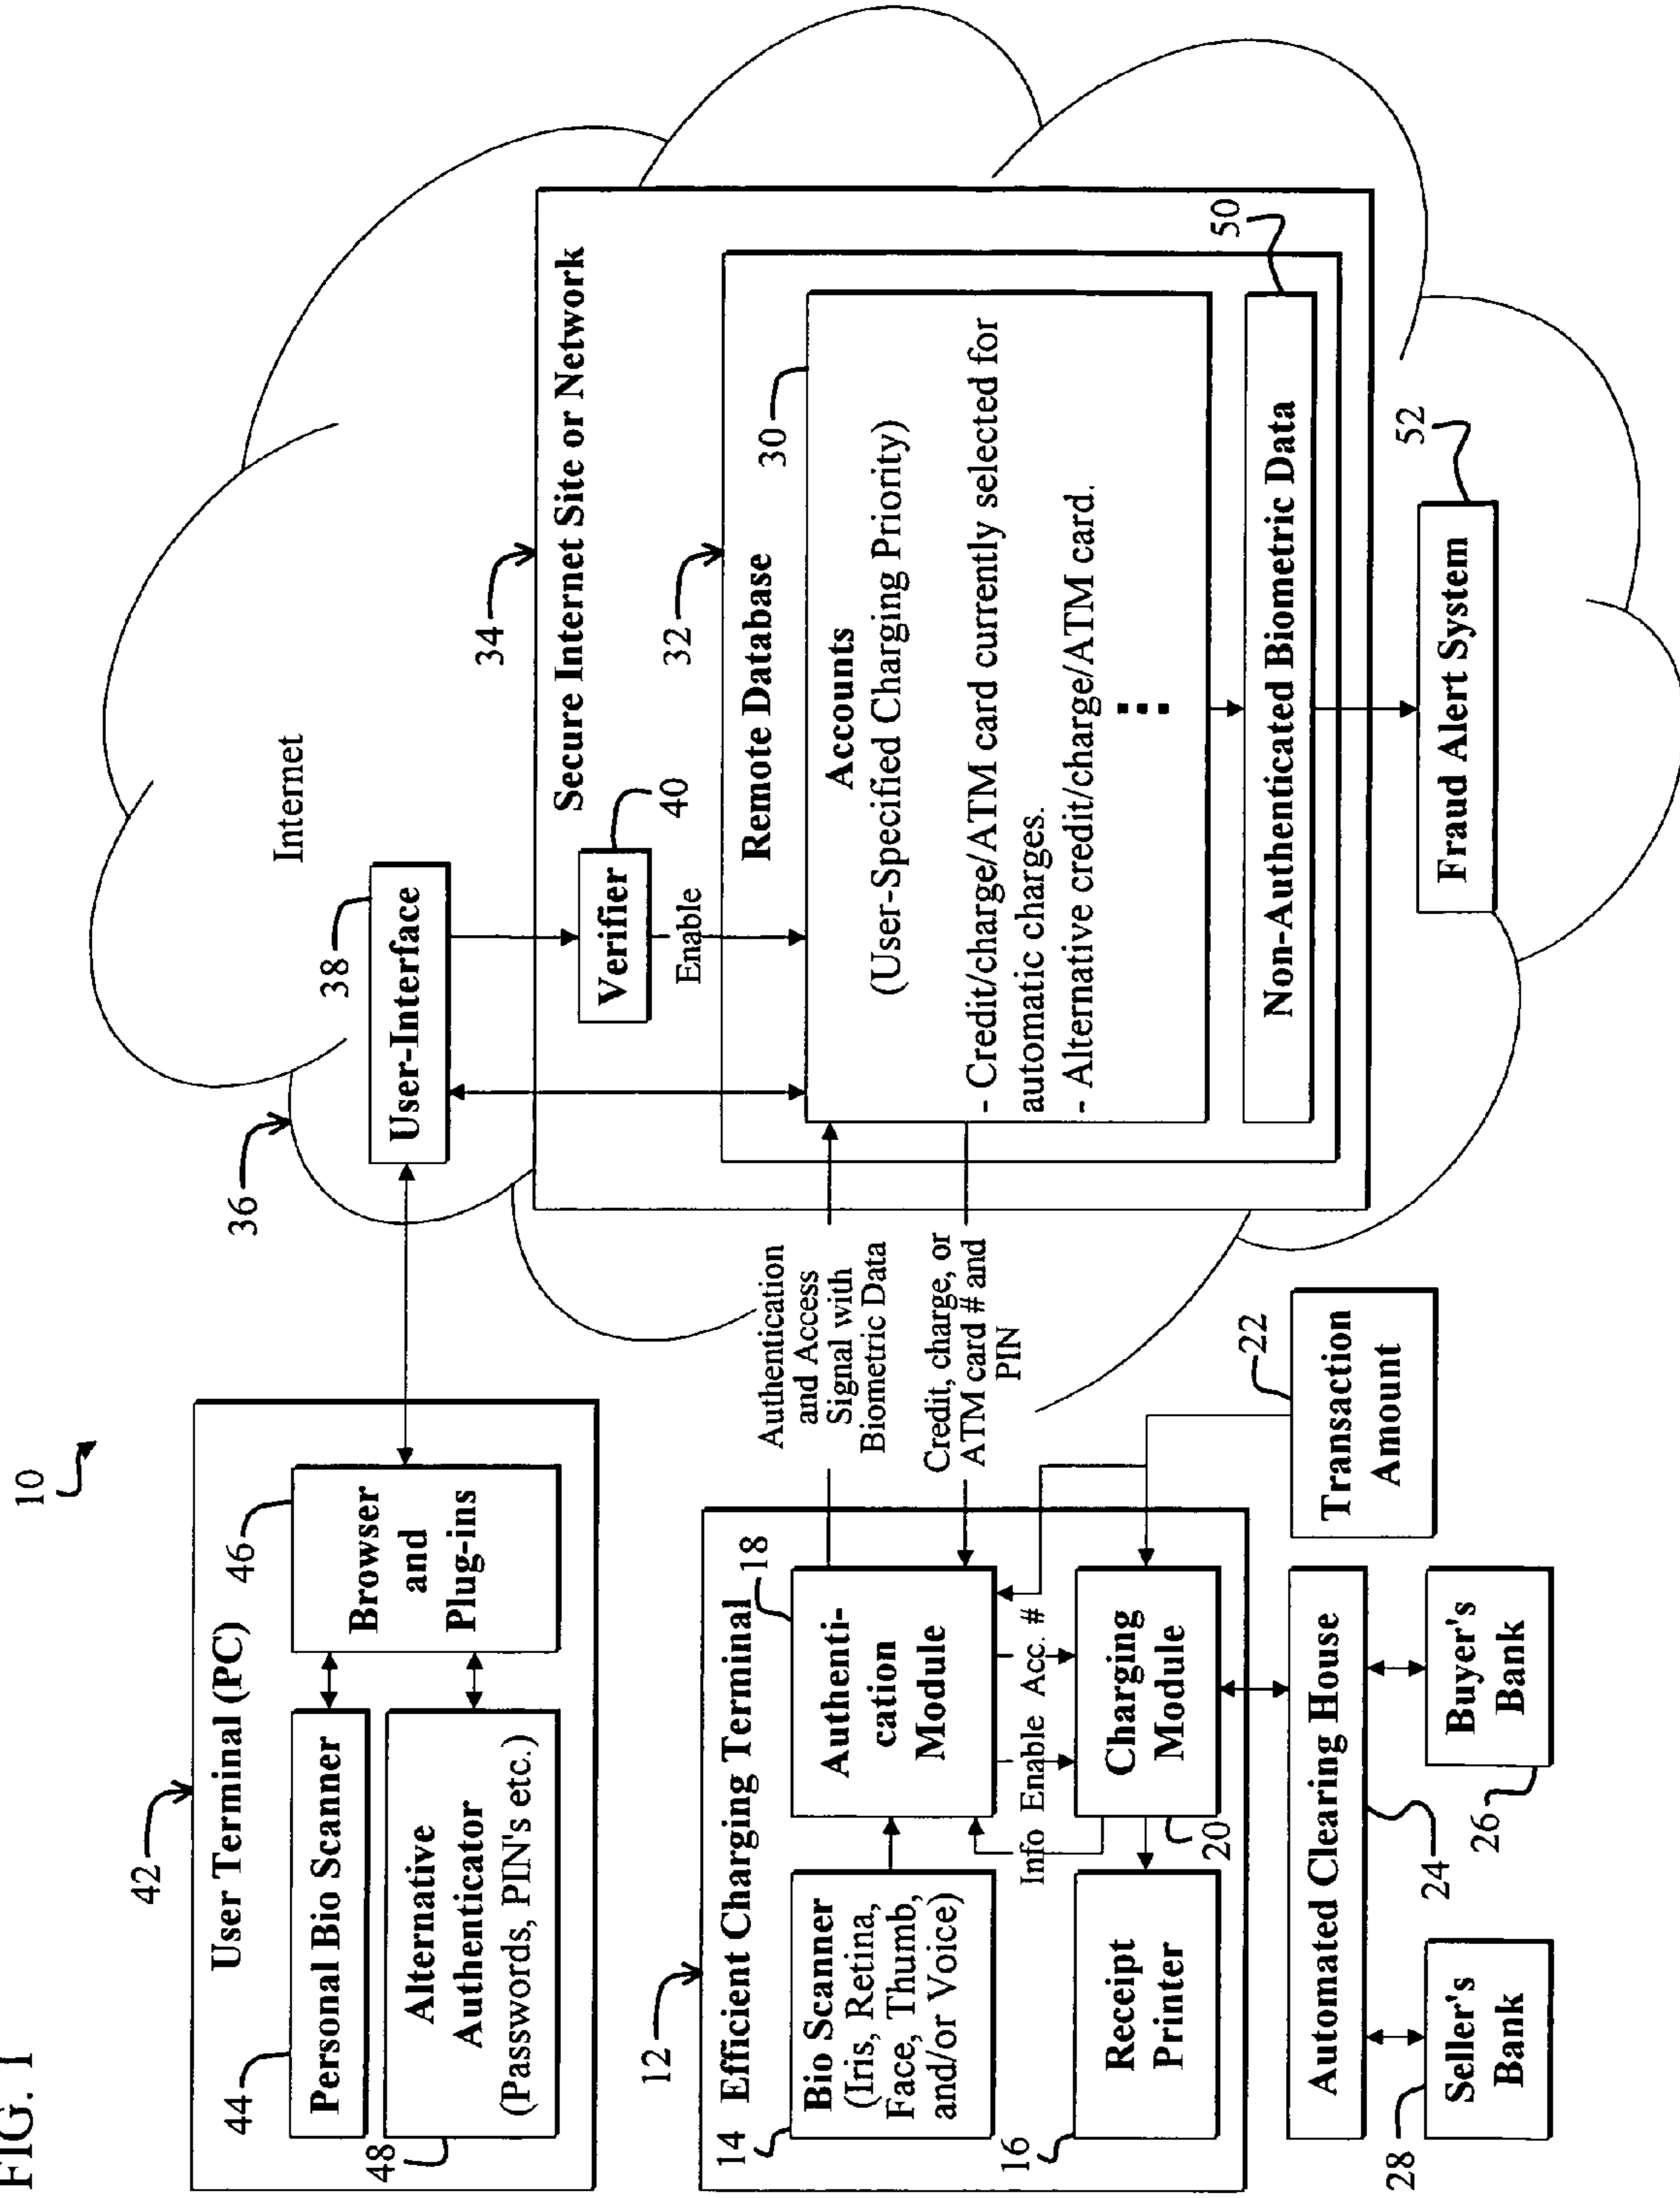 FIG. 1
10
42
User Terminal (PC)
44
Personal Bio Scanner
46
Browser
and
Plug-ins
48
Alternative
Authenticator
(Passwords, PIN's etc.)
36
Internet
38
User-Interface
34
Secure Internet Site or Network
Verifier
40
Enable
32
Remote Database
30
Accounts
(User-Specified Charging Priority)
- Credit/charge/ATM card currently selected for
automatic charges.
- Alternative credit/charge/ATM card.
50
Non-Authenticated Biometric Data
52
Fraud Alert System
Authentication
and Access
Signal with
Biometric Data
Credit, charge, or
ATM card # and
PIN
12
Efficient Charging Terminal
14
Bio Scanner
(Iris, Retina,
Face, Thumb,
and/or Voice)
18
Authenti-
cation
Module
Info Enable Acc. #
16
Receipt
Printer
20
Charging
Module
22
Transaction
Amount
Automated Clearing House
24
28
Seller's
Bank
26
Buyer's
Bank